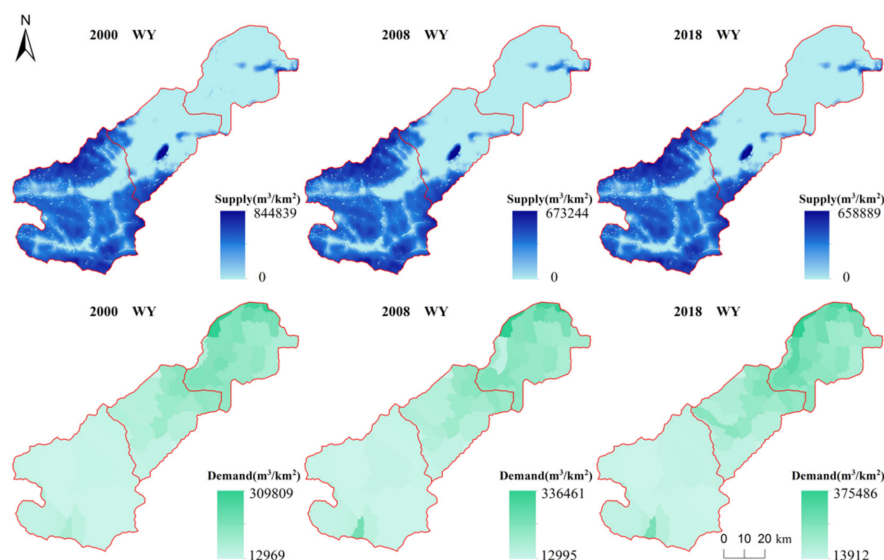 N
2000 WY
2008 WY
2018 WY
Supply(m³/km²)
844839
0
Supply(m³/km²)
673244
0
Supply(m³/km²)
658889
0
2000 WY
2008 WY
2018 WY
Demand(m³/km²)
309809
12969
Demand(m³/km²)
336461
12995
Demand(m³/km²)
375486
13912
0 10 20 km